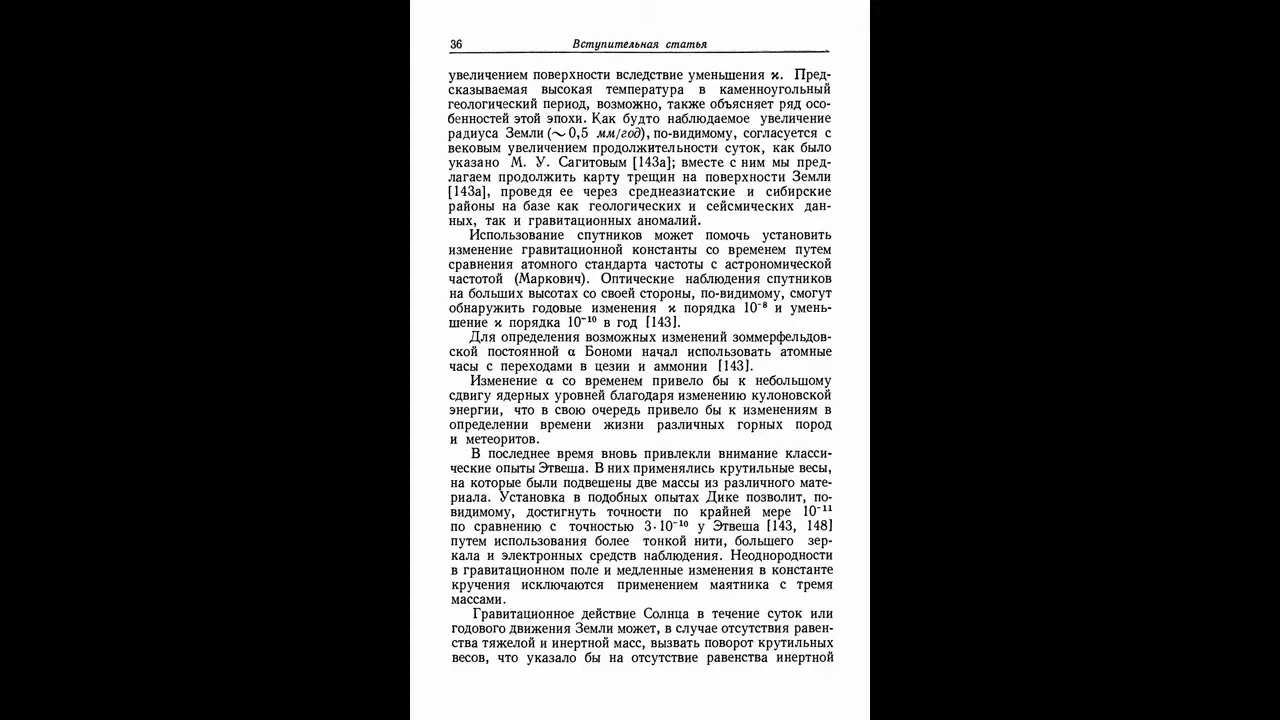 36
Вступительная статья
увеличением поверхности вследствие уменьшения ϰ. Пред-
сказываемая высокая температура в каменноугольный
геологический период, возможно, также объясняет ряд осо-
бенностей этой эпохи. Как будто наблюдаемое увеличение
радиуса Земли (~ 0,5 мм/год), по-видимому, согласуется с
вековым увеличением продолжительности суток, как было
указано М. У. Сагитовым [143а]; вместе с ним мы пред-
лагаем продолжить карту трещин на поверхности Земли
[143а], проведя ее через среднеазиатские и сибирские
районы на базе как геологических и сейсмических дан-
ных, так и гравитационных аномалий.
Использование спутников может помочь установить
изменение гравитационной константы со временем путем
сравнения атомного стандарта частоты с астрономической
частотой (Маркович). Оптические наблюдения спутников
на больших высотах со своей стороны, по-видимому, смогут
обнаружить годовые изменения ϰ порядка 10⁻⁸ и умень-
шение ϰ порядка 10⁻¹⁰ в год [143].
Для определения возможных изменений зоммерфельдов-
ской постоянной α Бономи начал использовать атомные
часы с переходами в цезии и аммонии [143].
Изменение α со временем привело бы к небольшому
сдвигу ядерных уровней благодаря изменению кулоновской
энергии, что в свою очередь привело бы к изменениям в
определении времени жизни различных горных пород
и метеоритов.
В последнее время вновь привлекли внимание класси-
ческие опыты Этвеша. В них применялись крутильные весы,
на которые были подвешены две массы из различного мате-
риала. Установка в подобных опытах Дике позволит, по-
видимому, достигнуть точности по крайней мере 10⁻¹¹
по сравнению с точностью 3·10⁻¹⁰ у Этвеша [143, 148]
путем использования более тонкой нити, большего зер-
кала и электронных средств наблюдения. Неоднородности
в гравитационном поле и медленные изменения в константе
кручения исключаются применением маятника с тремя
массами.
Гравитационное действие Солнца в течение суток или
годового движения Земли может, в случае отсутствия равен-
ства тяжелой и инертной масс, вызвать поворот крутильных
весов, что указало бы на отсутствие равенства инертной